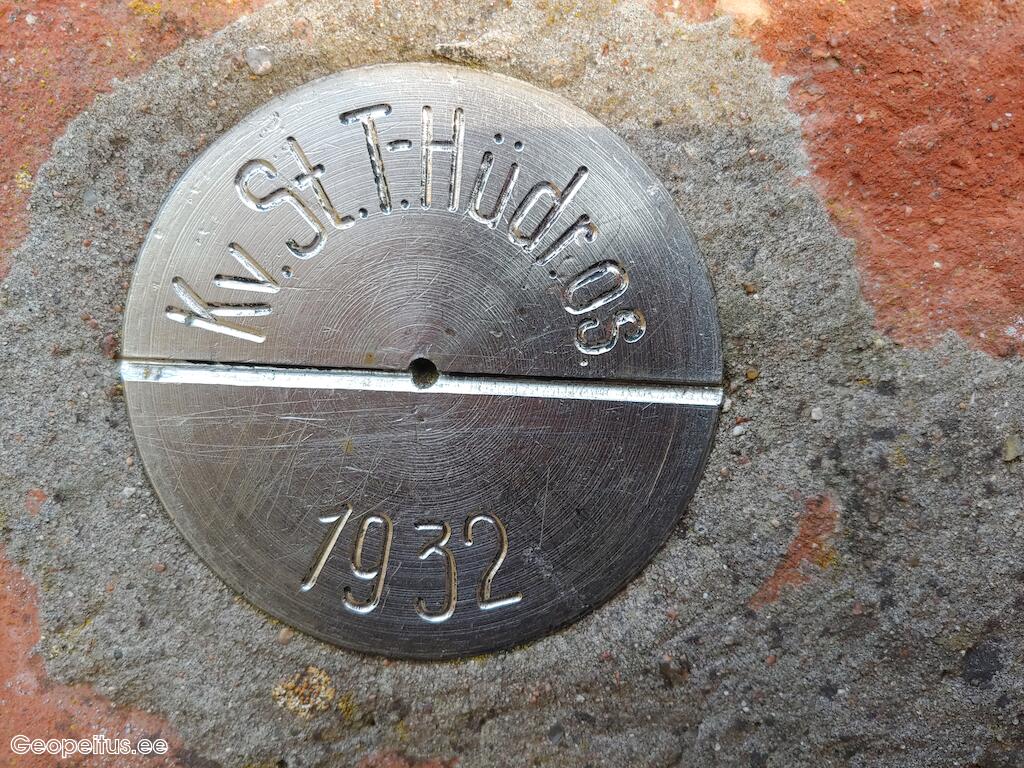 Kv. St. T.-Hüdr. os.
1932
Geopeitus.ee